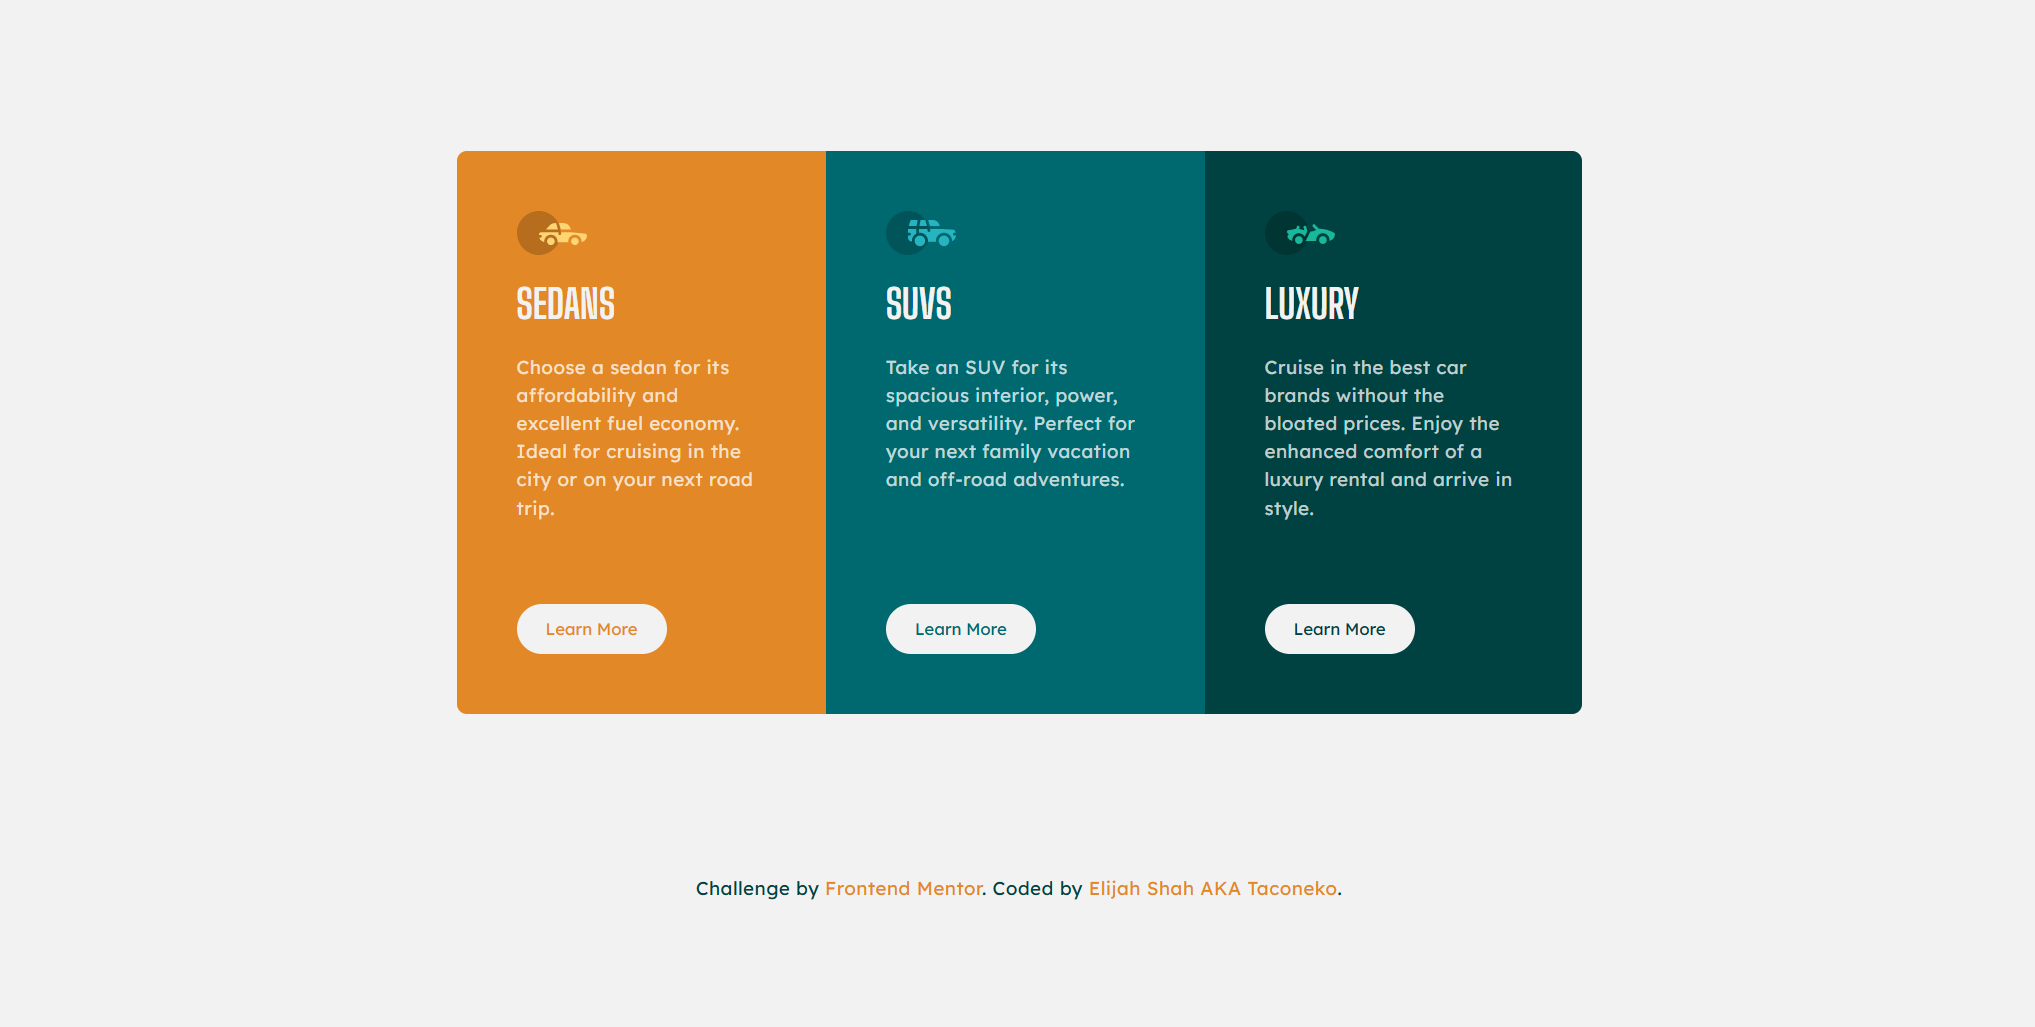 SEDANS
Choose a sedan for its
affordability and
excellent fuel economy.
Ideal for cruising in the
city or on your next road
trip.
Learn More
SUVS
Take an SUV for its
spacious interior, power,
and versatility. Perfect for
your next family vacation
and off-road adventures.
Learn More
LUXURY
Cruise in the best car
brands without the
bloated prices. Enjoy the
enhanced comfort of a
luxury rental and arrive in
style.
Learn More
Challenge by Frontend Mentor. Coded by Elijah Shah AKA Taconeko.